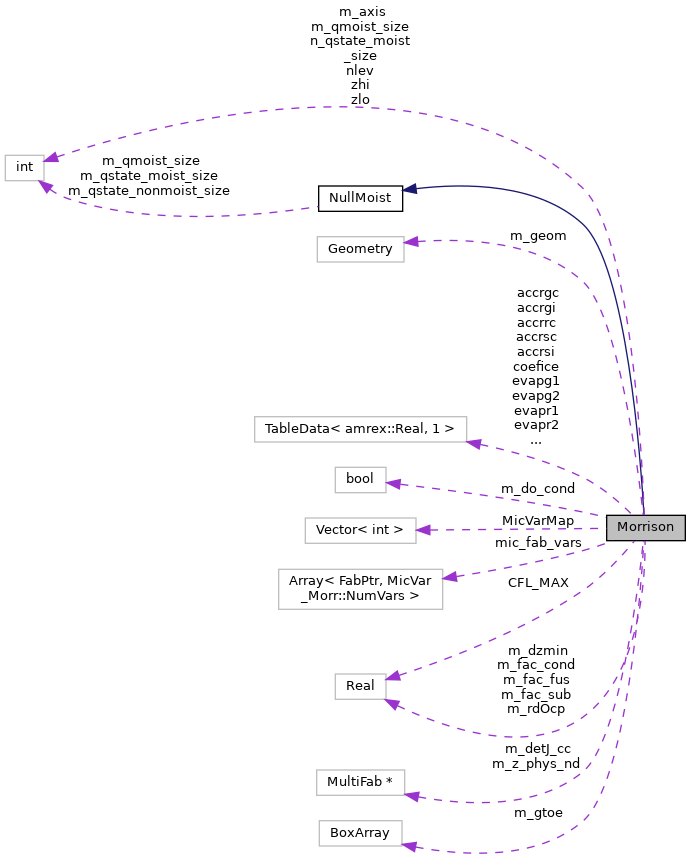 m_axis
m_qmoist_size
n_qstate_moist
_size
nlev
zhi
zlo
int
m_qmoist_size
m_qstate_moist_size
m_qstate_nonmoist_size
NullMoist
Geometry
m_geom
accrgc
accrgi
accrrc
accrsc
accrsi
coefice
evapg1
evapg2
evapr1
evapr2
...
TableData< amrex::Real, 1 >
bool
m_do_cond
Vector< int >
MicVarMap
Morrison
mic_fab_vars
Array< FabPtr, MicVar
_Morr::NumVars >
CFL_MAX
Real
m_dzmin
m_fac_cond
m_fac_fus
m_fac_sub
m_rdOcp
m_detJ_cc
m_z_phys_nd
MultiFab *
m_gtoe
BoxArray